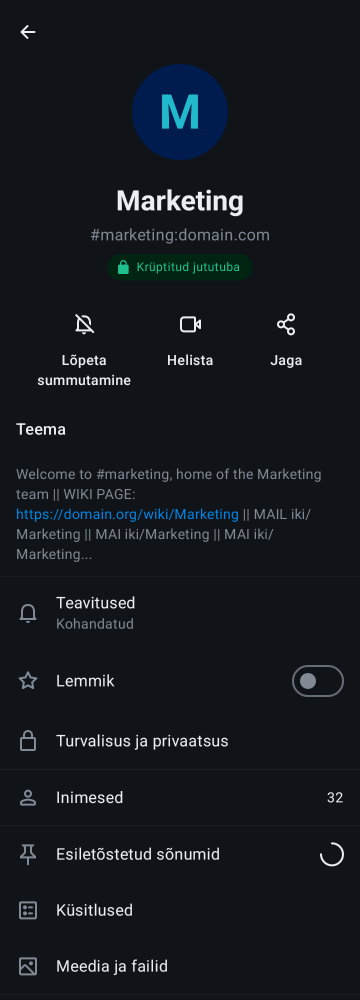 M
Marketing
#marketing:domain.com
Krüptitud jututuba
Lõpeta
summutamine
Helista
Jaga
Teema
Welcome to #marketing, home of the Marketing
team || WIKI PAGE:
https://domain.org/wiki/Marketing || MAIL iki/
Marketing || MAI iki/Marketing || MAI iki/
Marketing...
Teavitused
Kohandatud
Lemmik
Turvalisus ja privaatsus
Inimesed 32
Esiletõstetud sõnumid
Küsitlused
Meedia ja failid